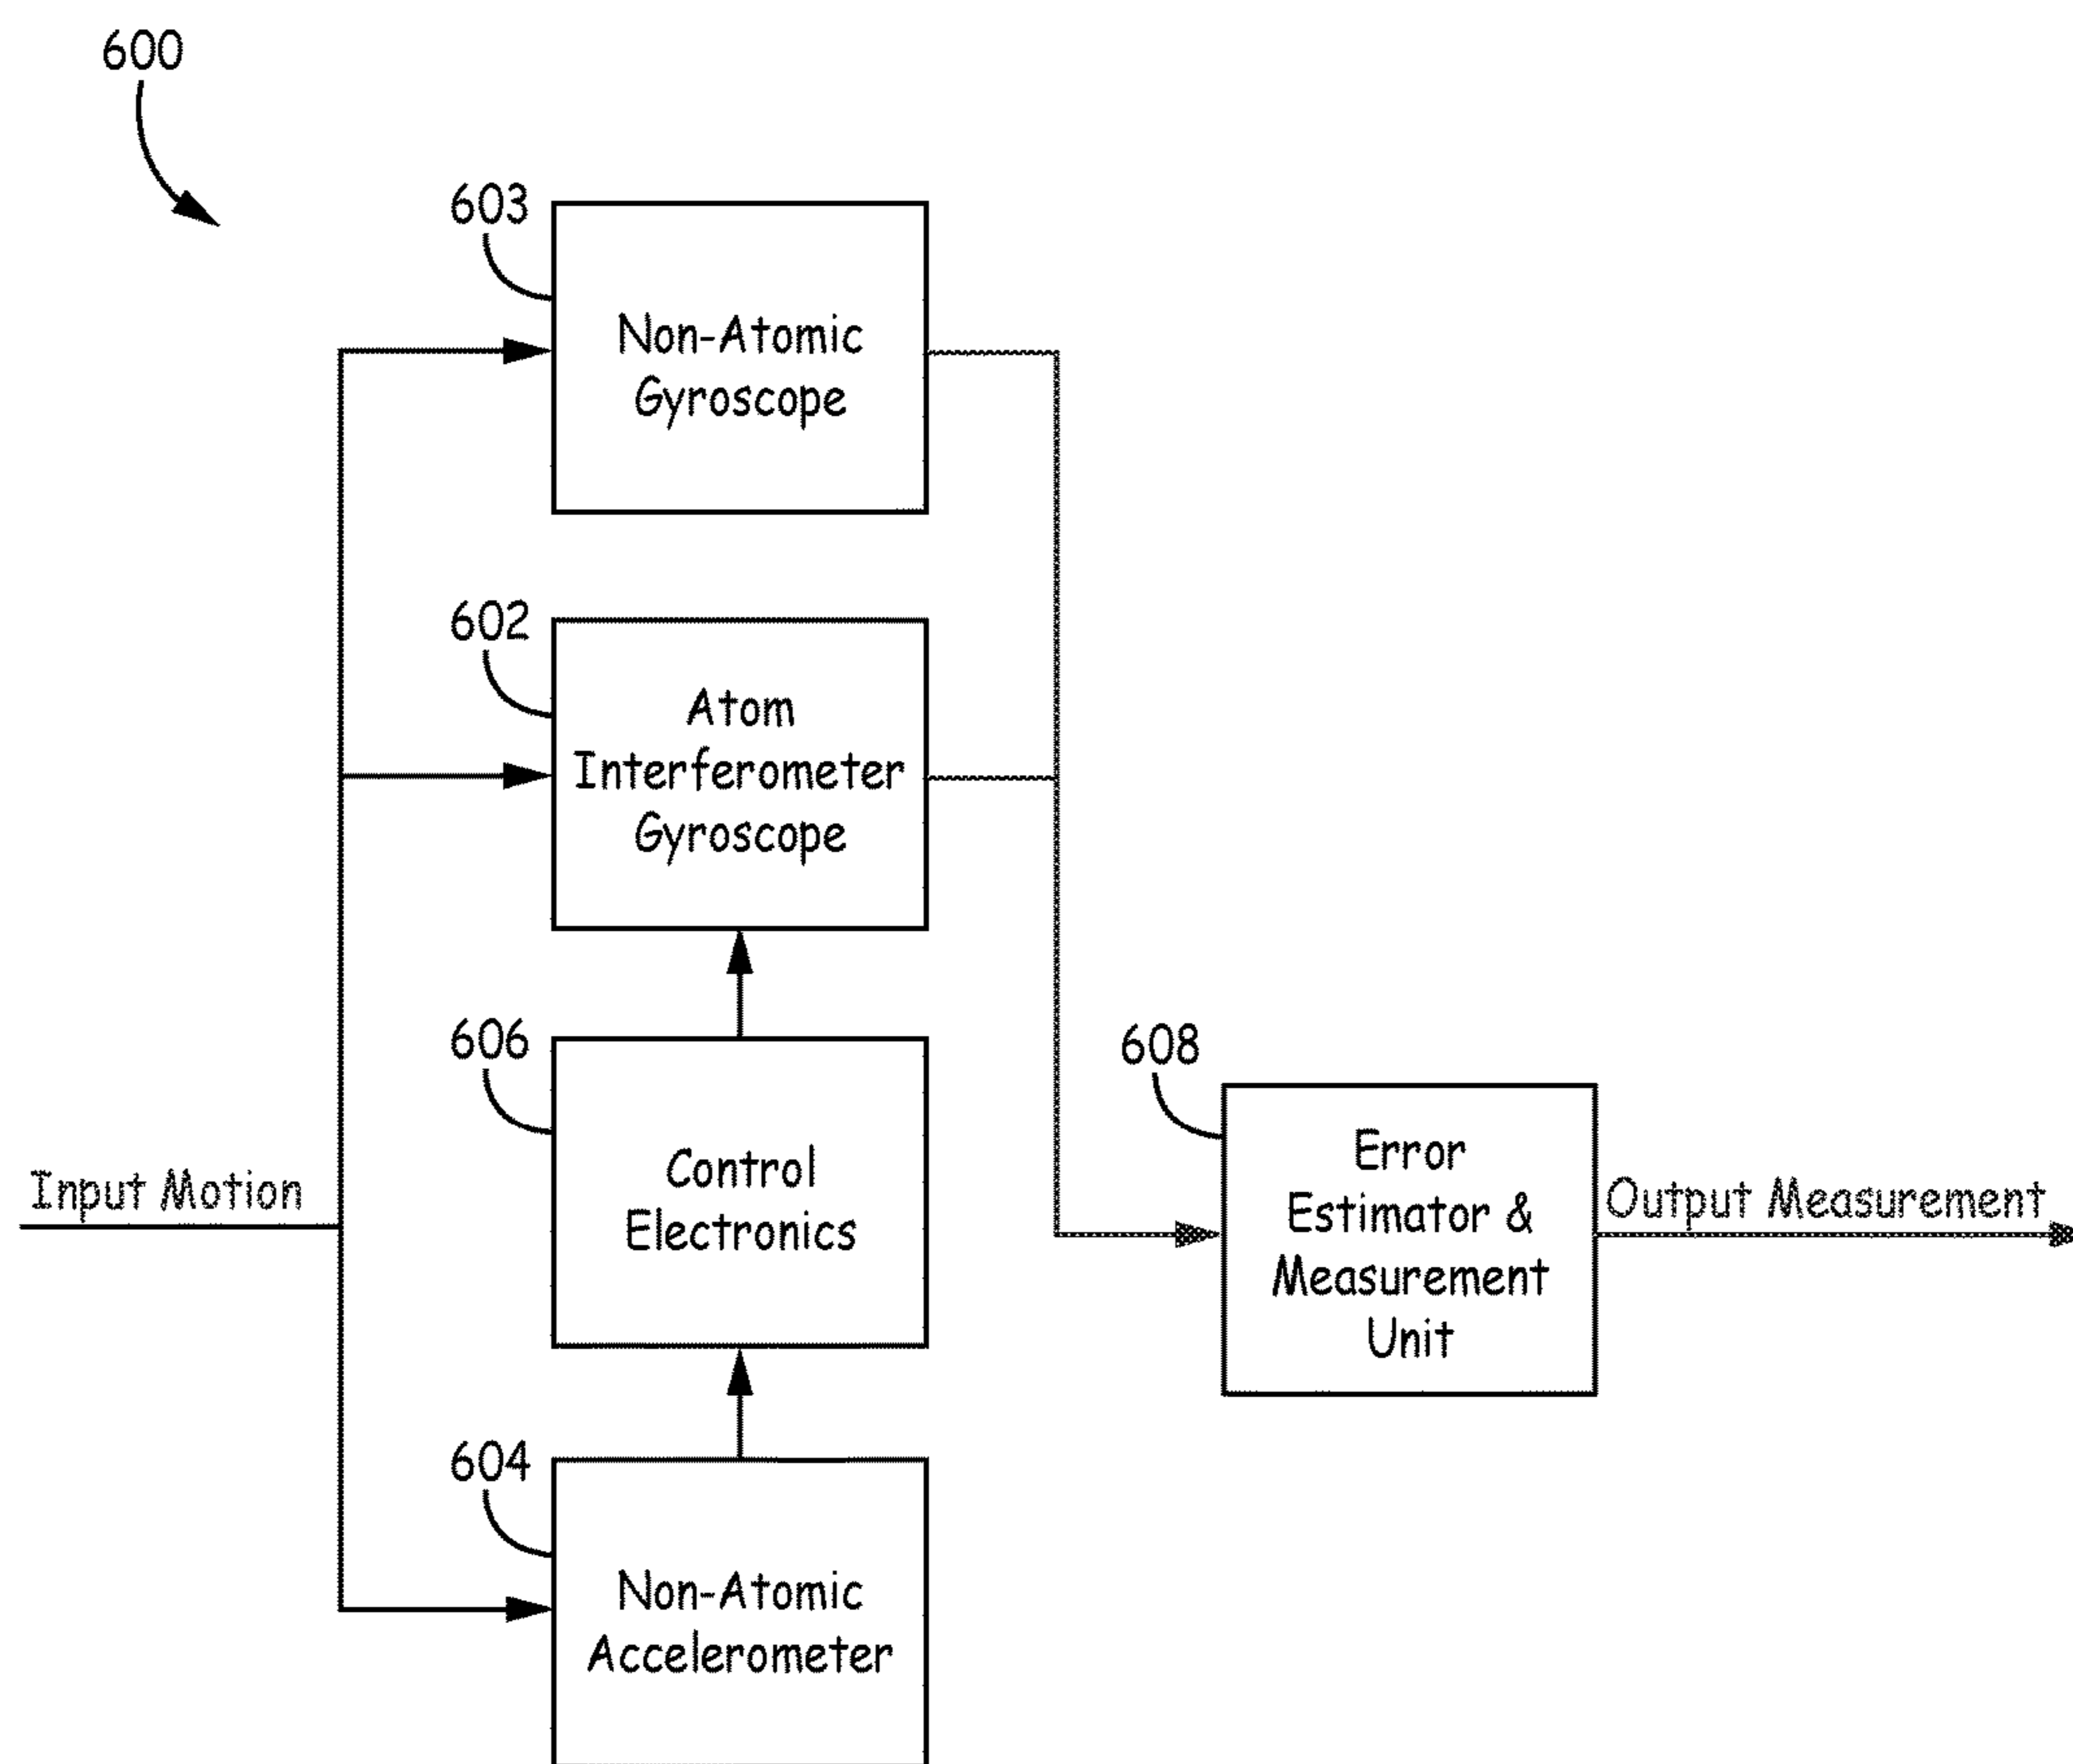 600
603
Non-Atomic
Gyroscope
602
Atom
Interferometer
Gyroscope
606
Control
Electronics
608
Error
Estimator &
Measurement
Unit
Input Motion
Output Measurement
604
Non-Atomic
Accelerometer